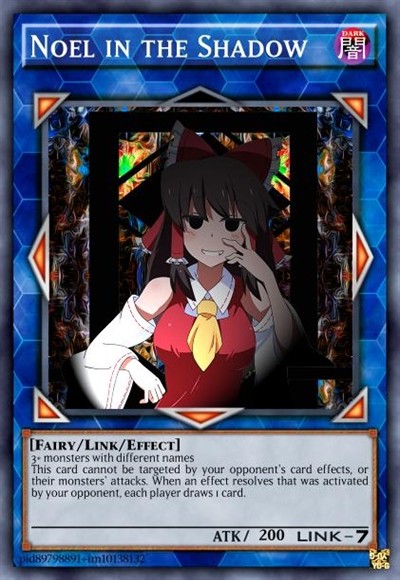 NOEL IN THE SHADOW
DARK
闇
[FAIRY/LINK/EFFECT]
3+ monsters with different names
This card cannot be targeted by your opponent's card effects, or
their monsters' attacks. When an effect resolves that was activated
by your opponent, each player draws 1 card.
ATK/ 200 LINK-7
pid89798891+im10138132